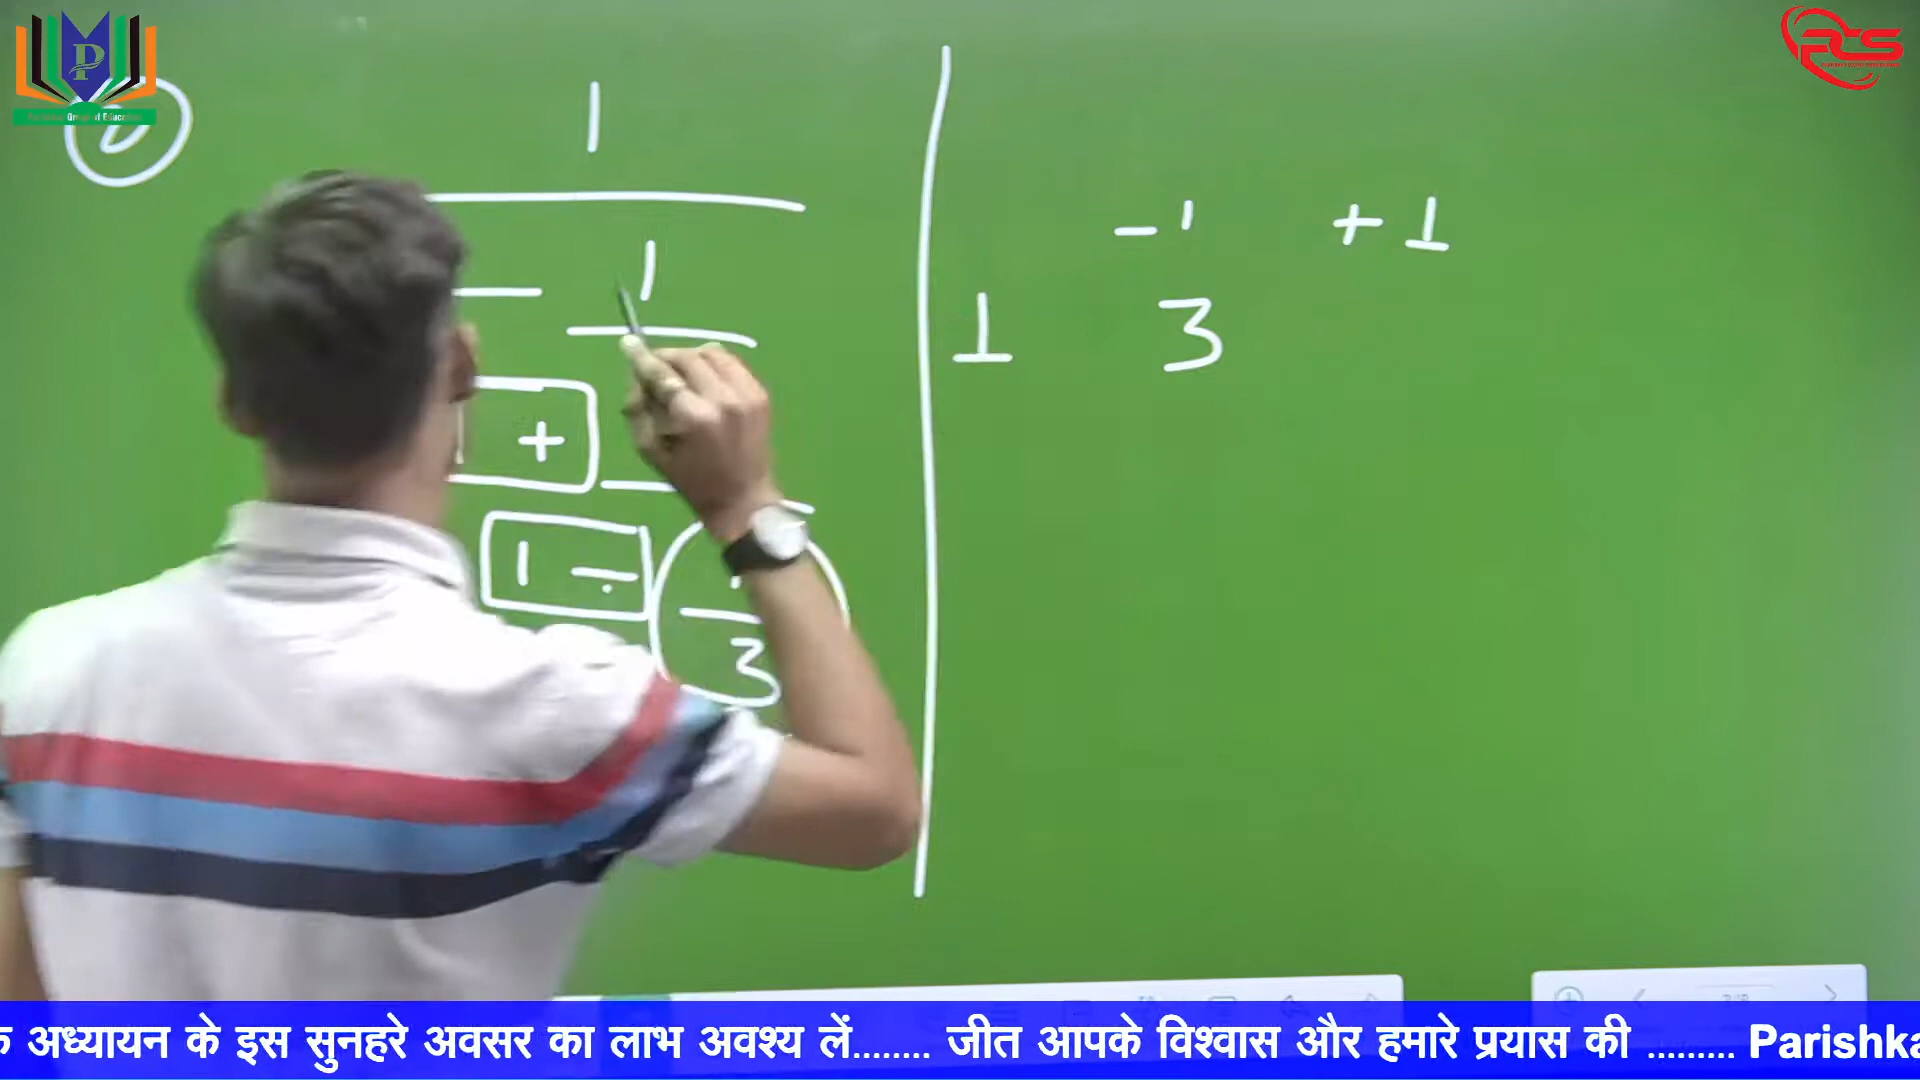 P
PCS
1
1
- 1 + 1
1 3
+
1 -
3
क अध्यायन के इस सुनहरे अवसर का लाभ अवश्य लें........ जीत आपके विश्वास और हमारे प्रयास की ......... Parishka